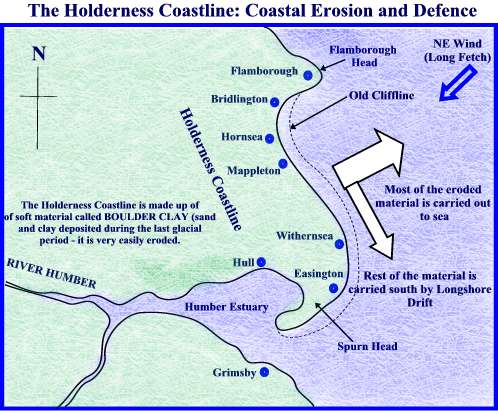 The Holderness Coastline: Coastal Erosion and Defence
N
Flamborough
Head
NE Wind
(Long Fetch)
Flamborough
Old Cliffline
Bridlington
Hornsea
Mappleton
Holderness Coastline
Most of the eroded
material is carried out
to sea
The Holderness Coastline is made up of
of soft material called BOULDER CLAY (sand
and clay deposited during the last glacial
period - it is very easily eroded.
Withernsea
Hull
Easington
Rest of the material is
carried south by Longshore
Drift
RIVER HUMBER
Humber Estuary
Spurn Head
Grimsby